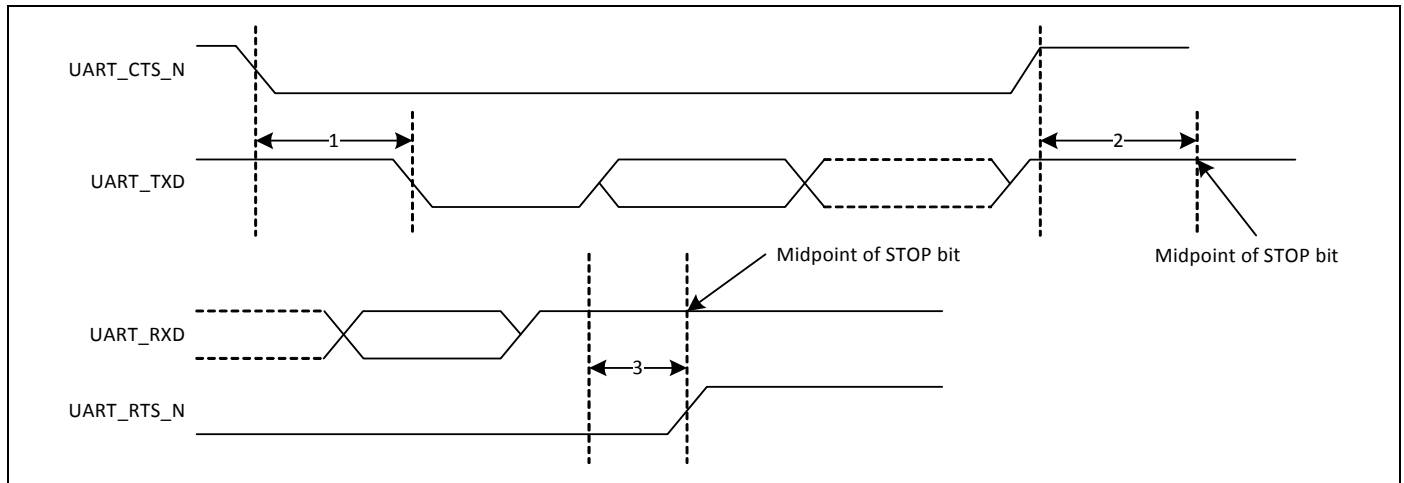 UART_CTS_N
1
2
UART_TXD
Midpoint of STOP bit
Midpoint of STOP bit
UART_RXD
3
UART_RTS_N